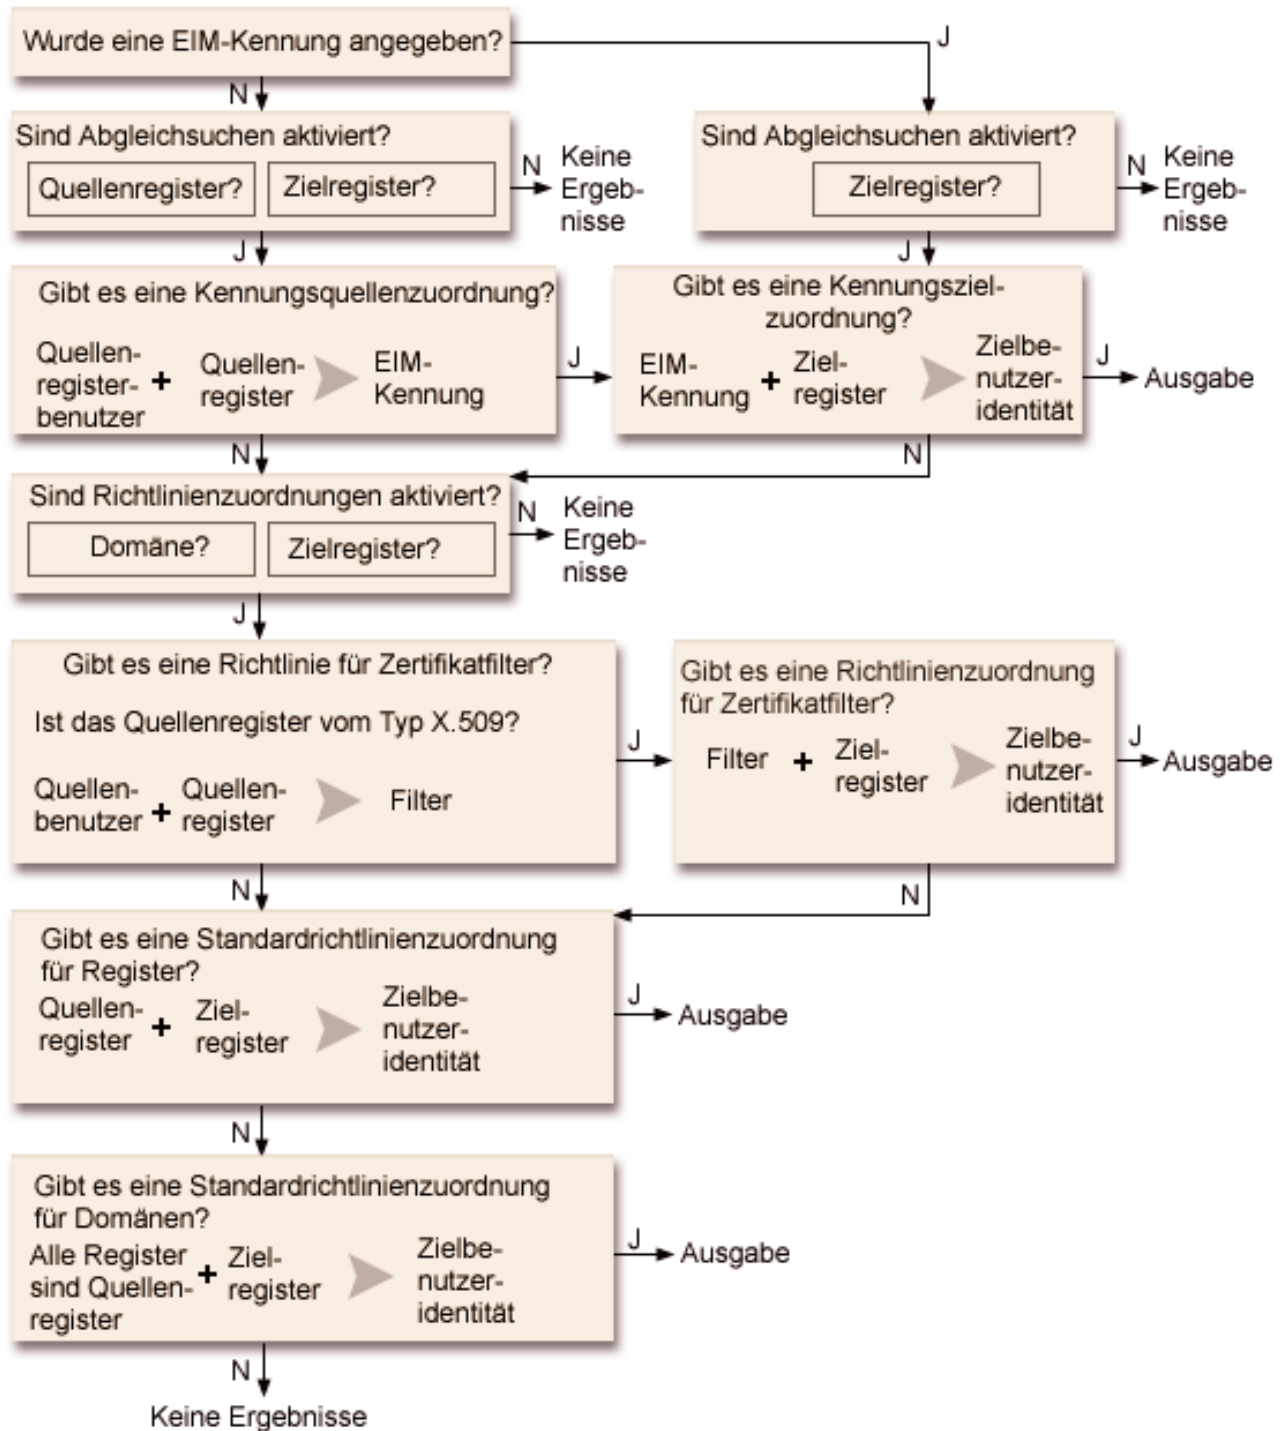 Wurde eine EIM-Kennung angegeben?
J
N
Sind Abgleichsuchen aktiviert?
Quellenregister?
Zielregister?
N
Keine
Ergeb-
nisse
Sind Abgleichsuchen aktiviert?
Zielregister?
N
Keine
Ergeb-
nisse
J
J
Gibt es eine Kennungsquellenzuordnung?
Quellen-
register-
benutzer
+
Quellen-
register
EIM-
Kennung
J
Gibt es eine Kennungsziel-
zuordnung?
EIM-
Kennung
+
Ziel-
register
Zielbe-
nutzer-
identität
J
Ausgabe
N
N
Sind Richtlinienzuordnungen aktiviert?
Domäne?
Zielregister?
N
Keine
Ergeb-
nisse
J
Gibt es eine Richtlinie für Zertifikatfilter?
Ist das Quellenregister vom Typ X.509?
Quellen-
benutzer
+
Quellen-
register
Filter
J
Gibt es eine Richtlinienzuordnung
für Zertifikatfilter?
Filter
+
Ziel-
register
Zielbe-
nutzer-
identität
J
Ausgabe
N
N
Gibt es eine Standardrichtlinienzuordnung
für Register?
Quellen-
register
+
Ziel-
register
Zielbe-
nutzer-
identität
J
Ausgabe
N
Gibt es eine Standardrichtlinienzuordnung
für Domänen?
Alle Register
sind Quellen-
register
+
Ziel-
register
Zielbe-
nutzer-
identität
J
Ausgabe
N
Keine Ergebnisse